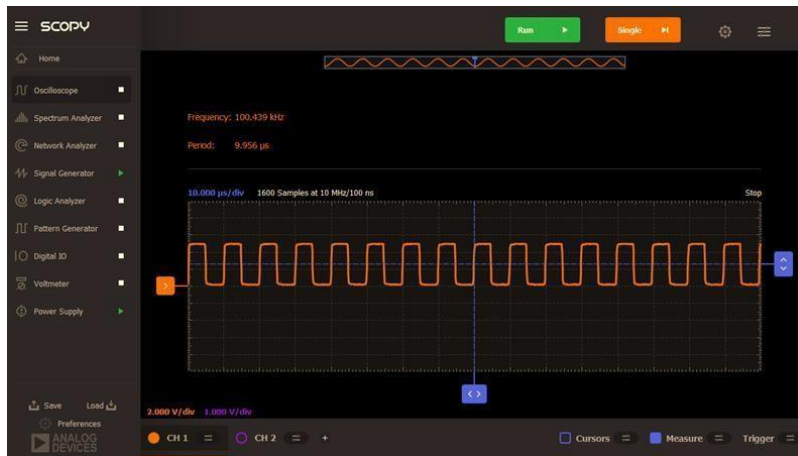 SCOPY
Run
Single
Home
Oscilloscope
Spectrum Analyzer
Network Analyzer
Signal Generator
Logic Analyzer
Pattern Generator
Digital IO
Voltmeter
Power Supply
Frequency: 100.439 kHz
Period: 9.956 µs
10.000 µs/div 1600 Samples at 10 MHz/100 ns Stop
Save Load
Preferences
ANALOG
DEVICES
2.000 V/div 1.000 V/div
CH 1 CH 2 + Cursors Measure Trigger